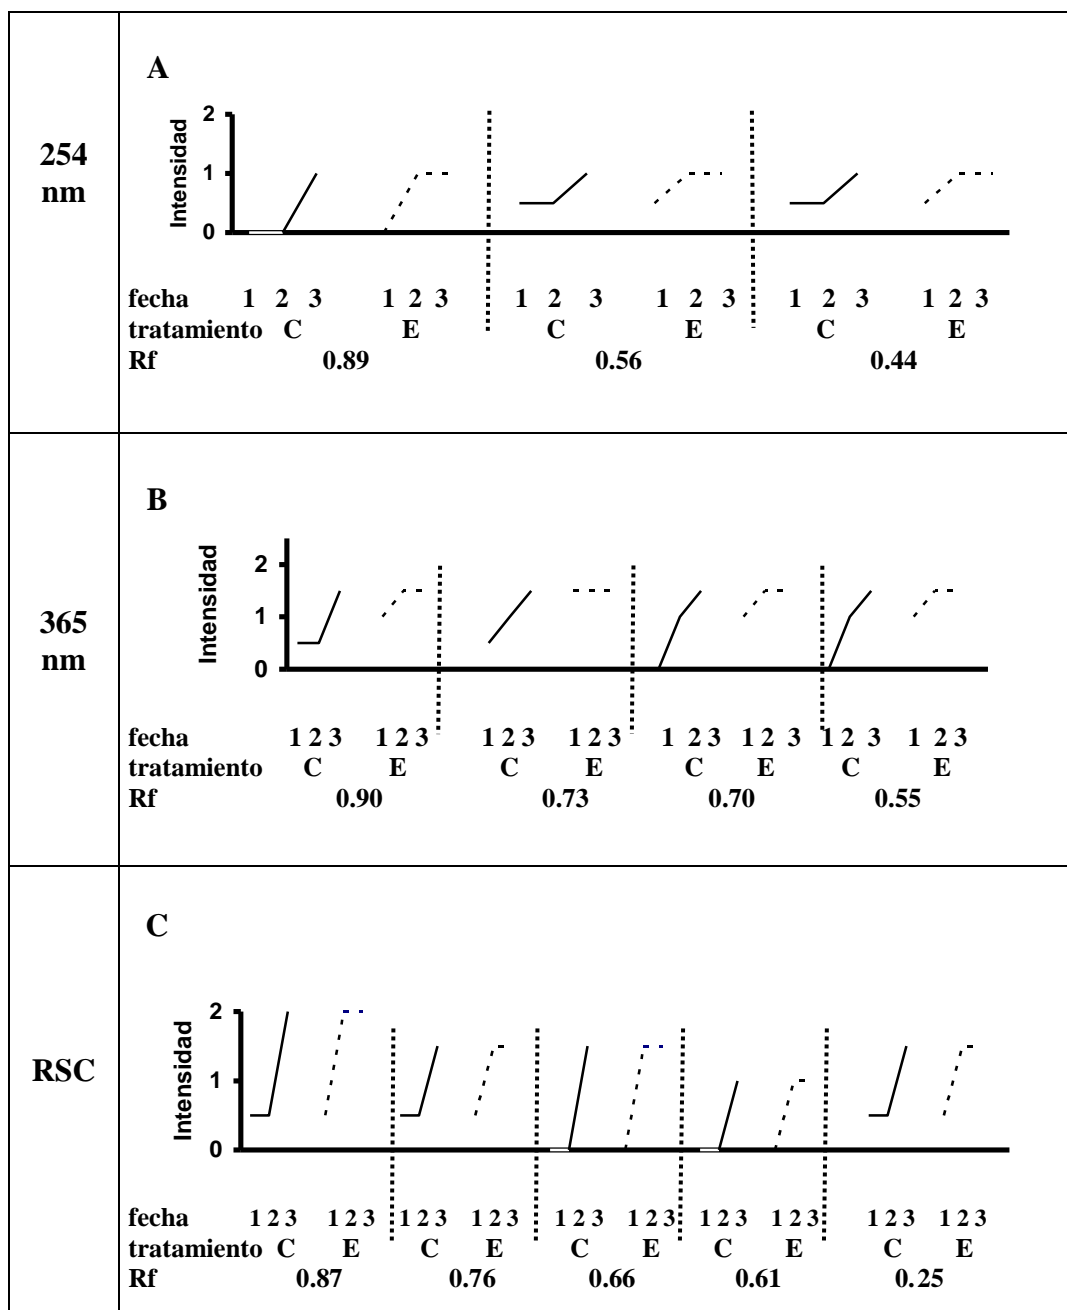 254
nm
A
Intensidad
2
1
0
fecha 1 2 3 1 2 3 1 2 3 1 2 3 1 2 3 1 2 3
tratamiento C E C E C E
Rf 0.89 0.56 0.44
365
nm
B
Intensidad
2
1
0
fecha 1 2 3 1 2 3 1 2 3 1 2 3 1 2 3 1 2 3 1 2 3 1 2 3
tratamiento C E C E C E C E
Rf 0.90 0.73 0.70 0.55
RSC
C
Intensidad
2
1
0
fecha 1 2 3 1 2 3 1 2 3 1 2 3 1 2 3 1 2 3 1 2 3 1 2 3 1 2 3 1 2 3
tratamiento C E C E C E C E C E
Rf 0.87 0.76 0.66 0.61 0.25